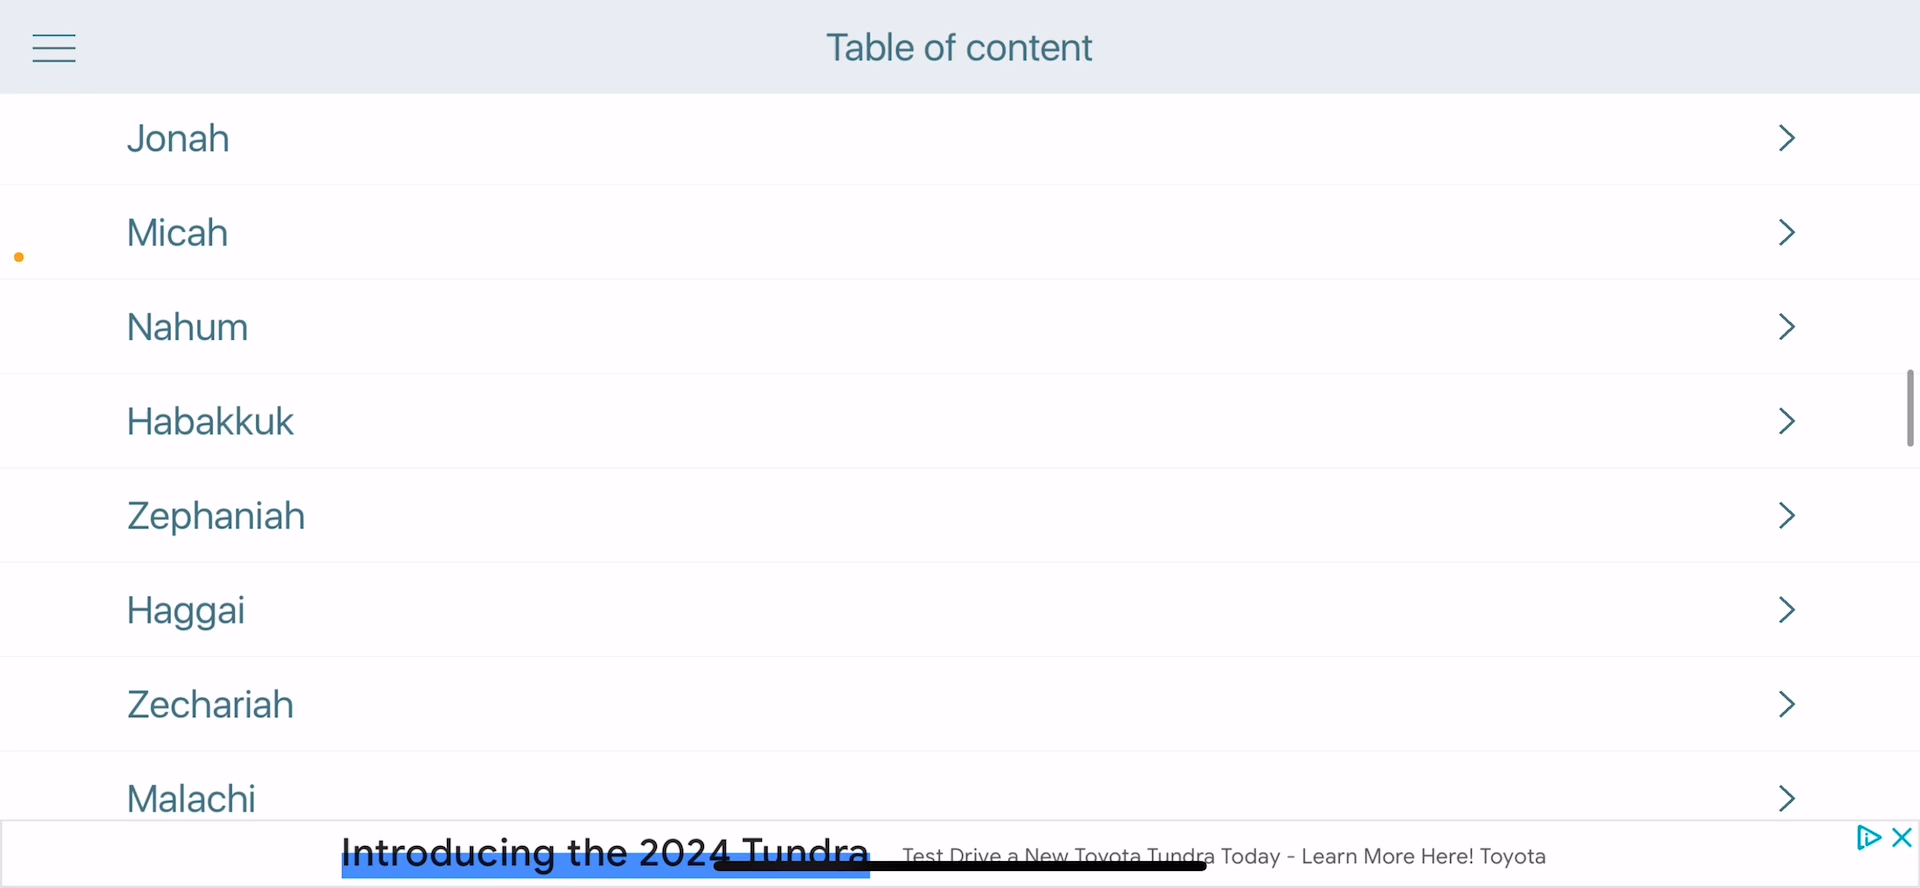 Table of content
Jonah
Micah
Nahum
Habakkuk
Zephaniah
Haggai
Zechariah
Malachi
Introducing the 2024 Tundra
Test Drive a New Toyota Tundra Today - Learn More Here! Toyota